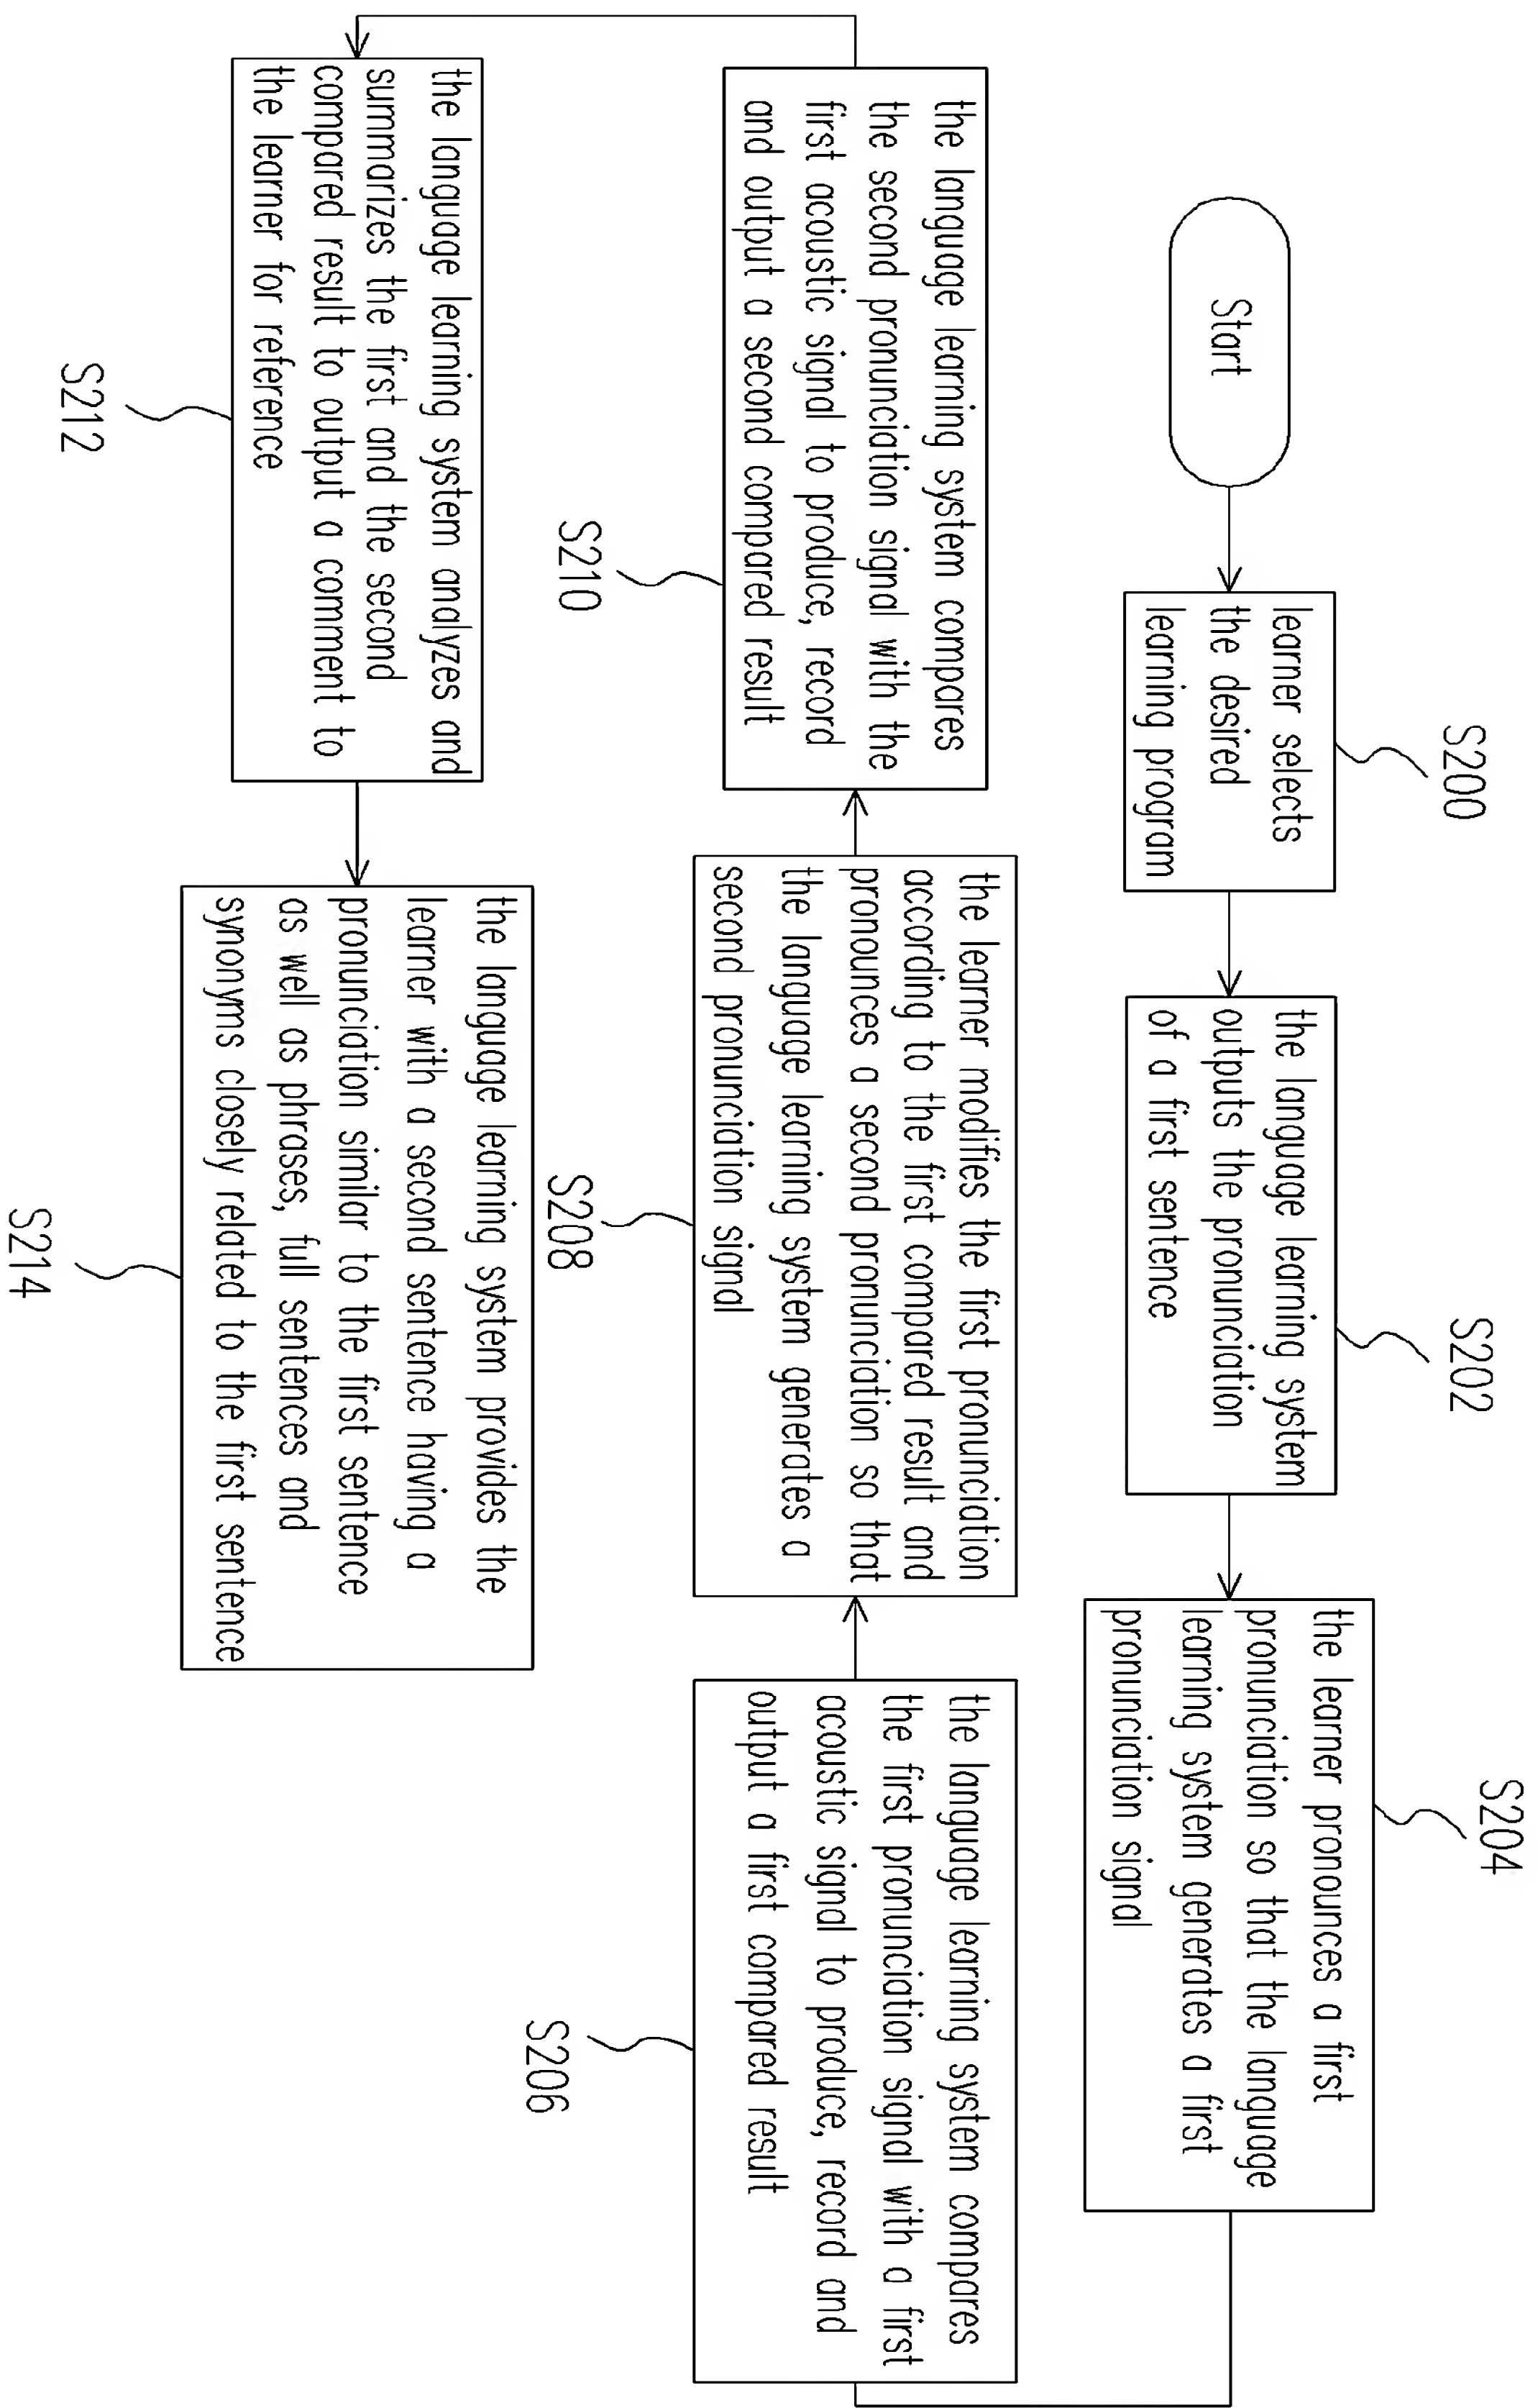 Start
S200
learner selects
the desired
learning program
S202
the language learning system
outputs the pronunciation
of a first sentence
S204
the learner pronounces a first
pronunciation so that the language
learning system generates a first
pronunciation signal
the language learning system compares
the first pronunciation signal with a first
acoustic signal to produce, record and
output a first compared result
S206
the learner modifies the first pronunciation
according to the first compared result and
pronounces a second pronunciation so that
the language learning system generates a
second pronunciation signal
S208
the language learning system compares
the second pronunciation signal with the
first acoustic signal to produce, record
and output a second compared result
S210
the language learning system analyzes and
summarizes the first and the second
compared result to output a comment to
the learner for reference
S212
the language learning system provides the
learner with a second sentence having a
pronunciation similar to the first sentence
as well as phrases, full sentences and
synonyms closely related to the first sentence
S214